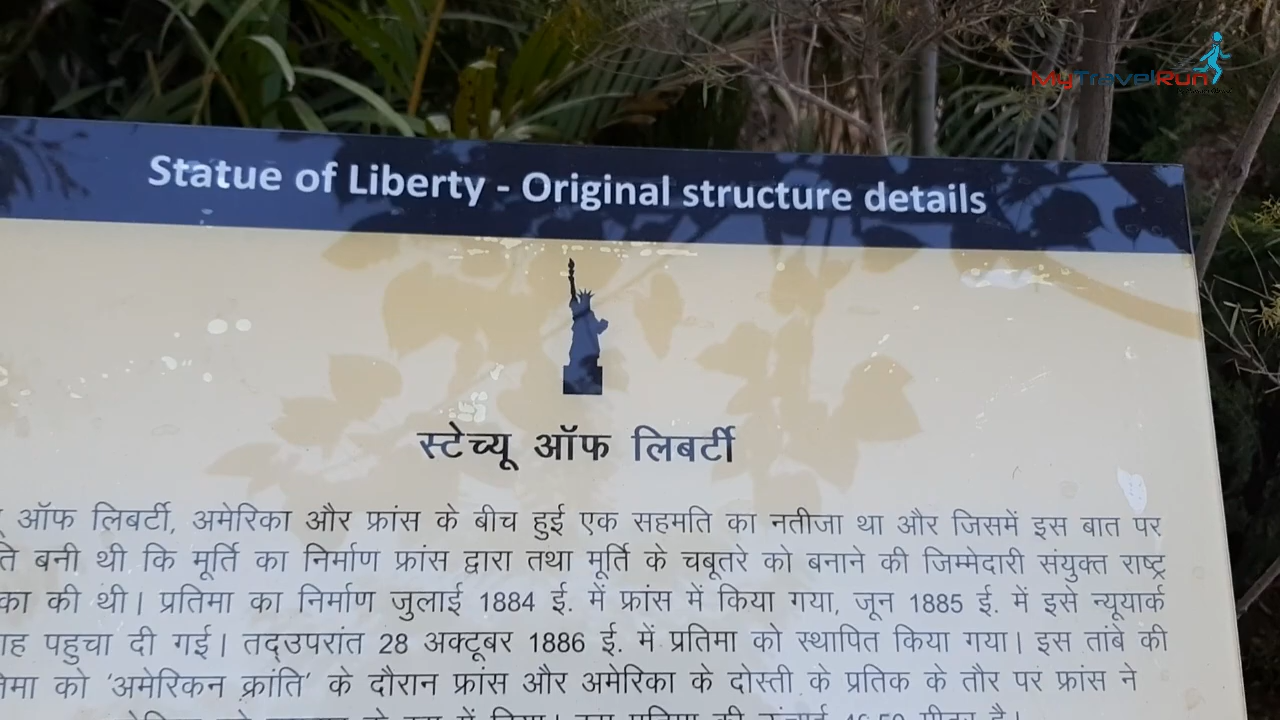 MyTravelRun
Statue of Liberty - Original structure details
स्टेच्यू ऑफ लिबर्टी
ऑफ लिबर्टी, अमेरिका और फ्रांस के बीच हुई एक सहमति का नतीजा था और जिसमें इस बात पर
बनी थी कि मूर्ति का निर्माण फ्रांस द्वारा तथा मूर्ति के चबूतरे को बनाने की जिम्मेदारी संयुक्त राष्ट्र
की थी। प्रतिमा का निर्माण जुलाई 1884 ई. में फ्रांस में किया गया, जून 1885 ई. में इसे न्यूयार्क
पहुचा दी गई। तद्उपरांत 28 अक्टूबर 1886 ई. में प्रतिमा को स्थापित किया गया। इस तांबे की
को 'अमेरिकन क्रांति' के दौरान फ्रांस और अमेरिका के दोस्ती के प्रतिक के तौर पर फ्रांस ने